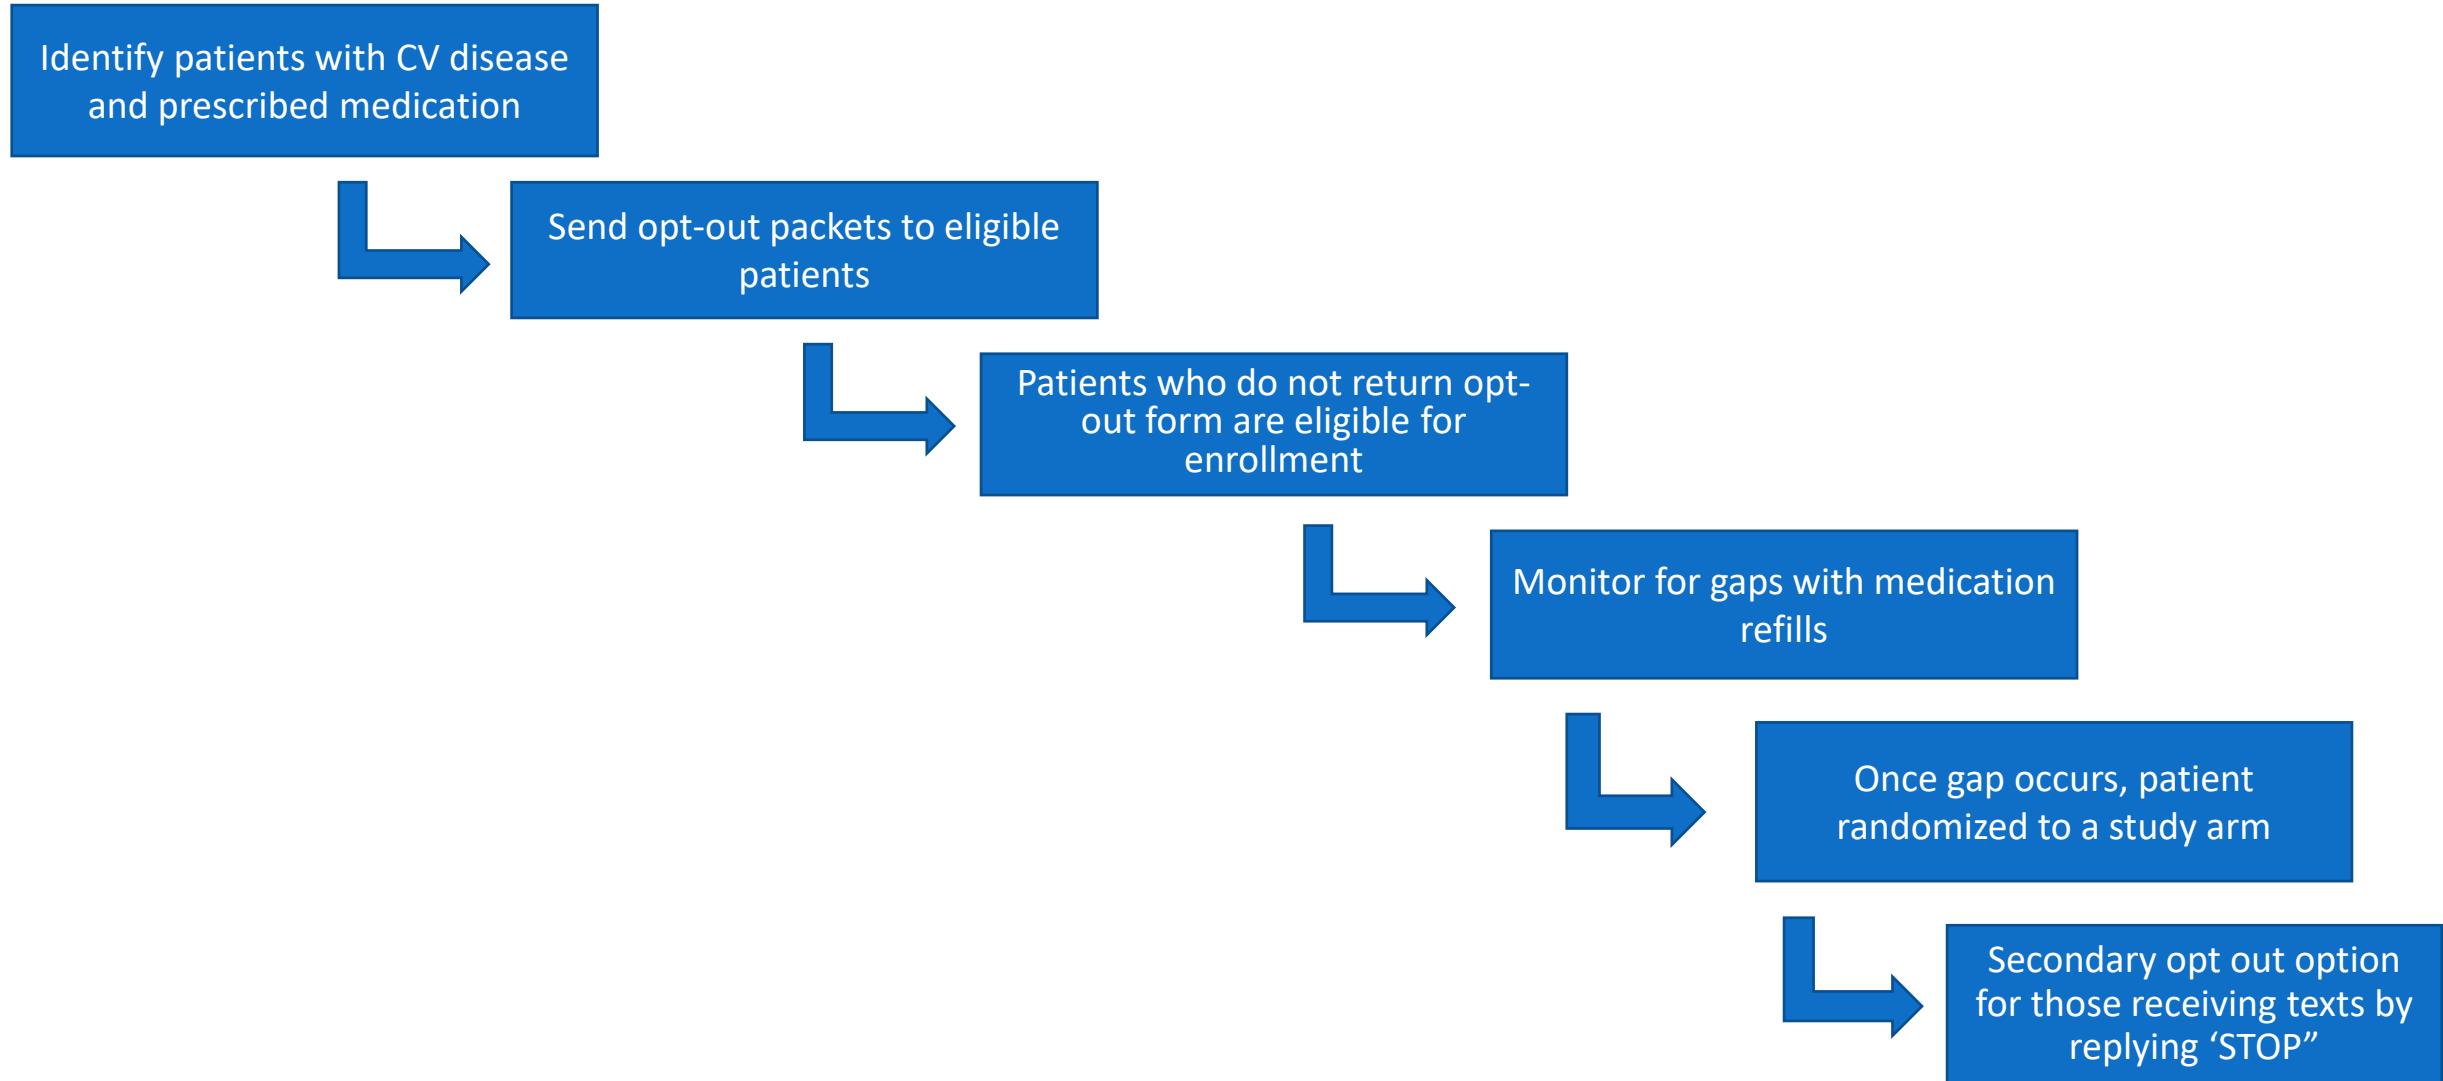 Identify patients with CV disease
and prescribed medication
Send opt-out packets to eligible
patients
Patients who do not return opt-
out form are eligible for
enrollment
Monitor for gaps with medication
refills
Once gap occurs, patient
randomized to a study arm
Secondary opt out option
for those receiving texts by
replying ‘STOP”